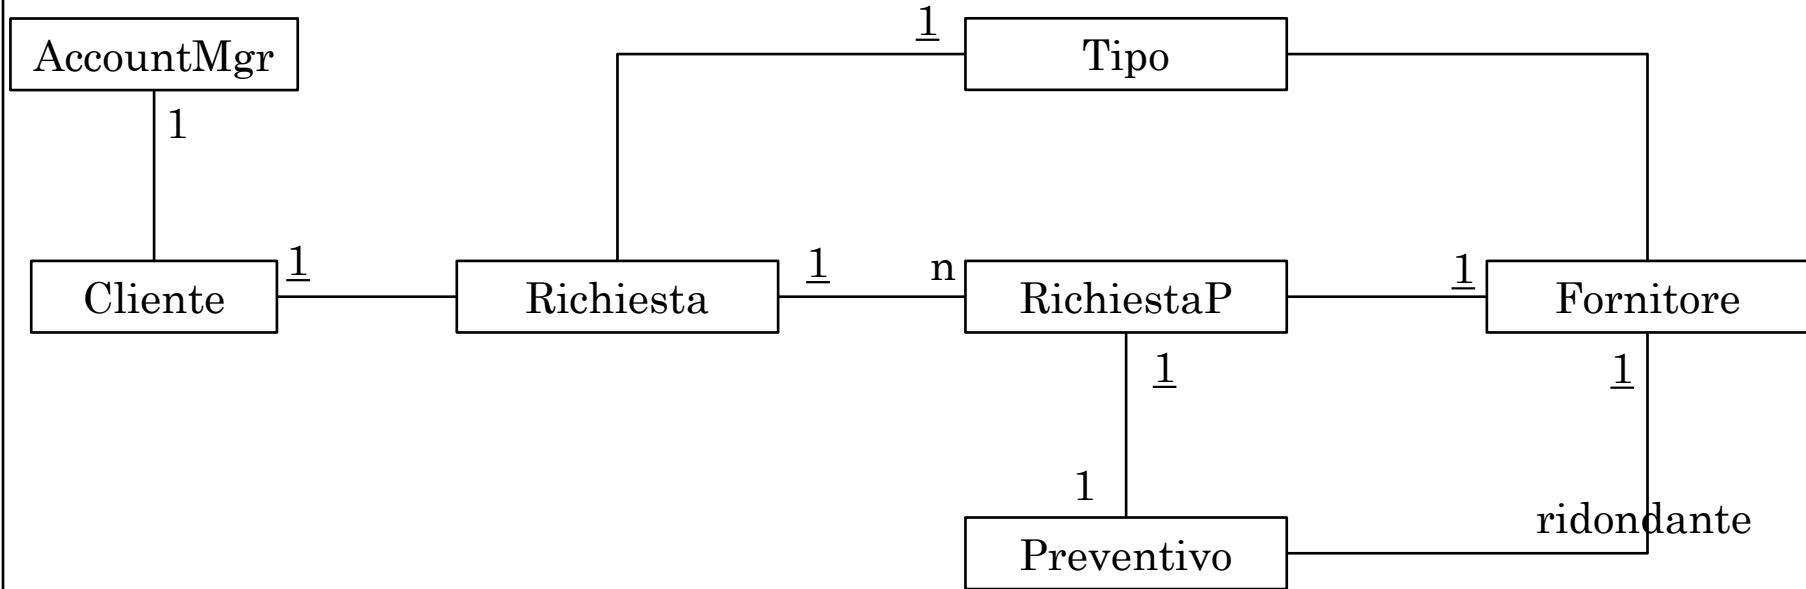 1
AccountMgr
Tipo
1
1
1
n
1
Cliente
Richiesta
RichiestaP
Fornitore
1
1
1
ridondante
Preventivo